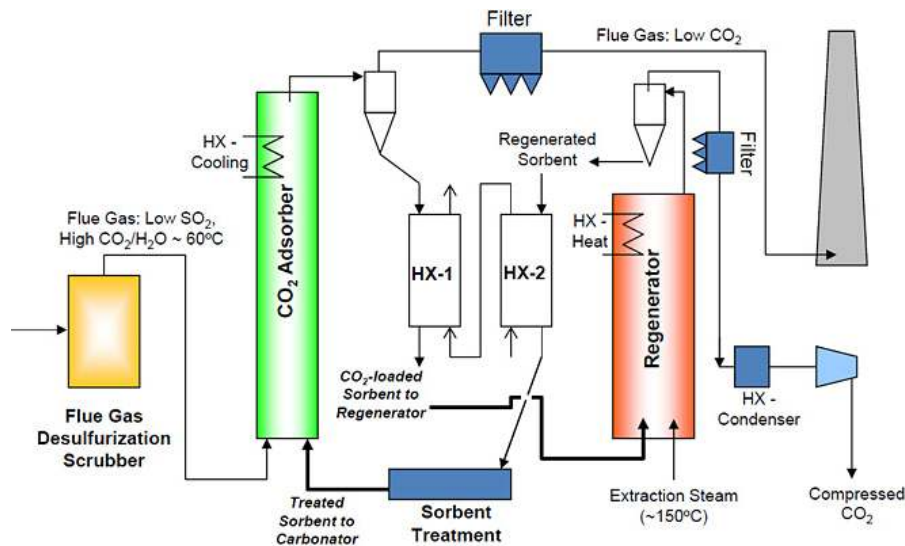 Filter
Flue Gas: Low CO₂
HX -
Cooling
CO₂ Adsorber
Regenerated
Sorbent
Filter
Flue Gas: Low SO₂,
High CO₂/H₂O ~ 60ºC
HX-1
HX-2
HX -
Heat
Regenerator
CO₂-loaded
Sorbent to
Regenerator
Flue Gas
Desulfurization
Scrubber
HX -
Condenser
Treated
Sorbent to
Carbonator
Sorbent
Treatment
Extraction Steam
(~150ºC)
Compressed
CO₂